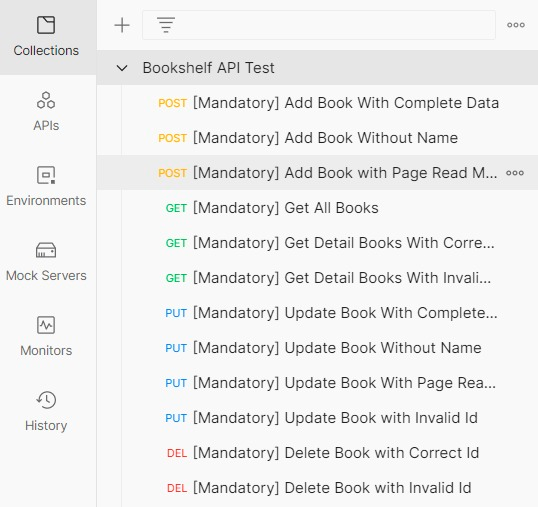 Collections
APIs
Environments
Mock Servers
Monitors
History
Bookshelf API Test
POST [Mandatory] Add Book With Complete Data
POST [Mandatory] Add Book Without Name
POST [Mandatory] Add Book with Page Read M...
GET [Mandatory] Get All Books
GET [Mandatory] Get Detail Books With Corre...
GET [Mandatory] Get Detail Books With Invali...
PUT [Mandatory] Update Book With Complete...
PUT [Mandatory] Update Book Without Name
PUT [Mandatory] Update Book With Page Rea...
PUT [Mandatory] Update Book with Invalid Id
DEL [Mandatory] Delete Book with Correct Id
DEL [Mandatory] Delete Book with Invalid Id